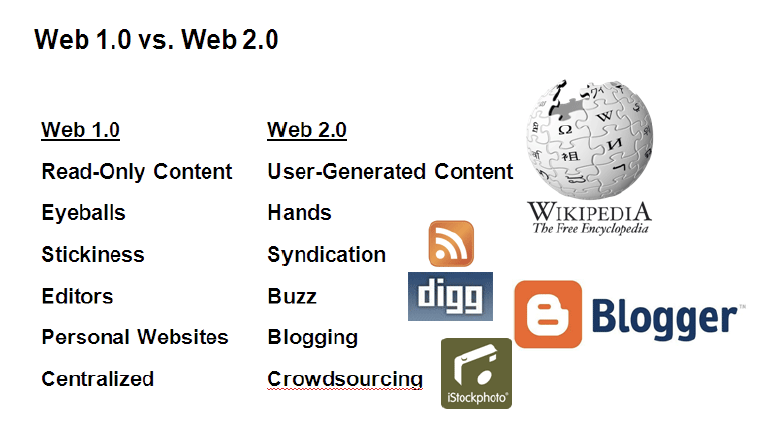 Web 1.0 vs. Web 2.0
Web 1.0 Web 2.0
Read-Only Content User-Generated Content
Eyeballs Hands
Stickiness Syndication
Editors Buzz
Personal Websites Blogging
Centralized Crowdsourcing
Ω W И 祖
WIKIPEDIA
The Free Encyclopedia
digg
Blogger™
iStockphoto®